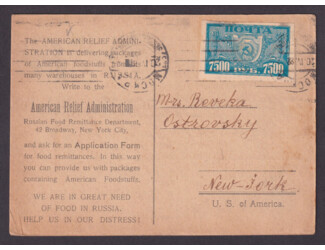 The AMERICAN RELIEF ADMINI-
STRATION is delivering packages
of American foodstuffs from
many warehouses in RUSSIA.
Write to the
American Relief Administration
Russian Food Remittance Department,
42 Broadway, New York City,
and ask for an Application Form
for food remittances. In this way
you can provide us with packages
containing American Foodstuffs.
WE ARE IN GREAT NEED
OF FOOD IN RUSSIA.
HELP US IN OUR DISTRESS!
ПОЧТА
7500 РУБ. 7500
Mrs. Reveka
Ostrovsky
New-York.
U. S. of America.